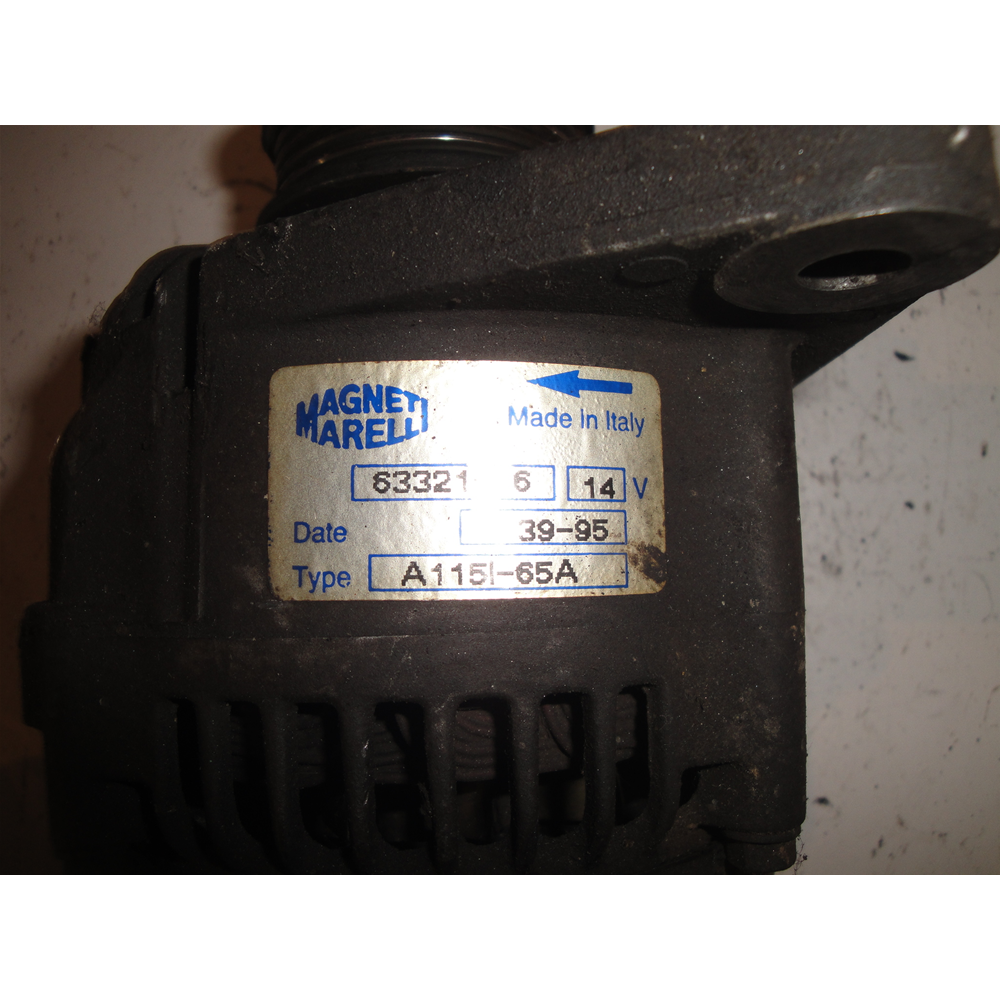 MAGNETI
MARELLI
Made in Italy
14 V
Date 39-95
Type A115I-65A